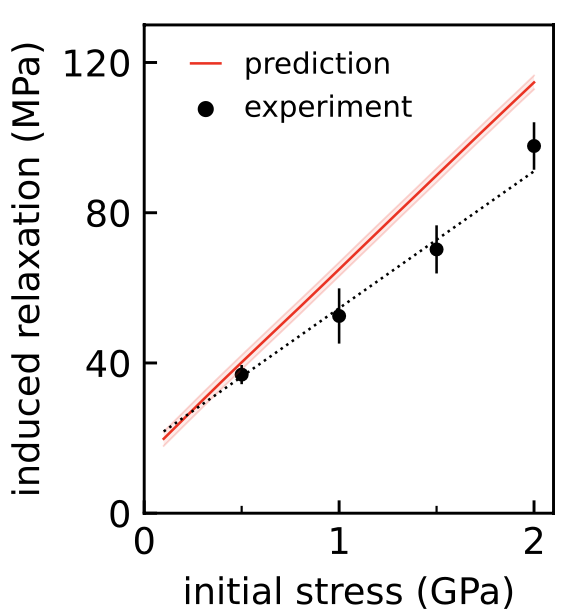 induced relaxation (MPa)
120
80
40
0
prediction
experiment
0
1
2
initial stress (GPa)